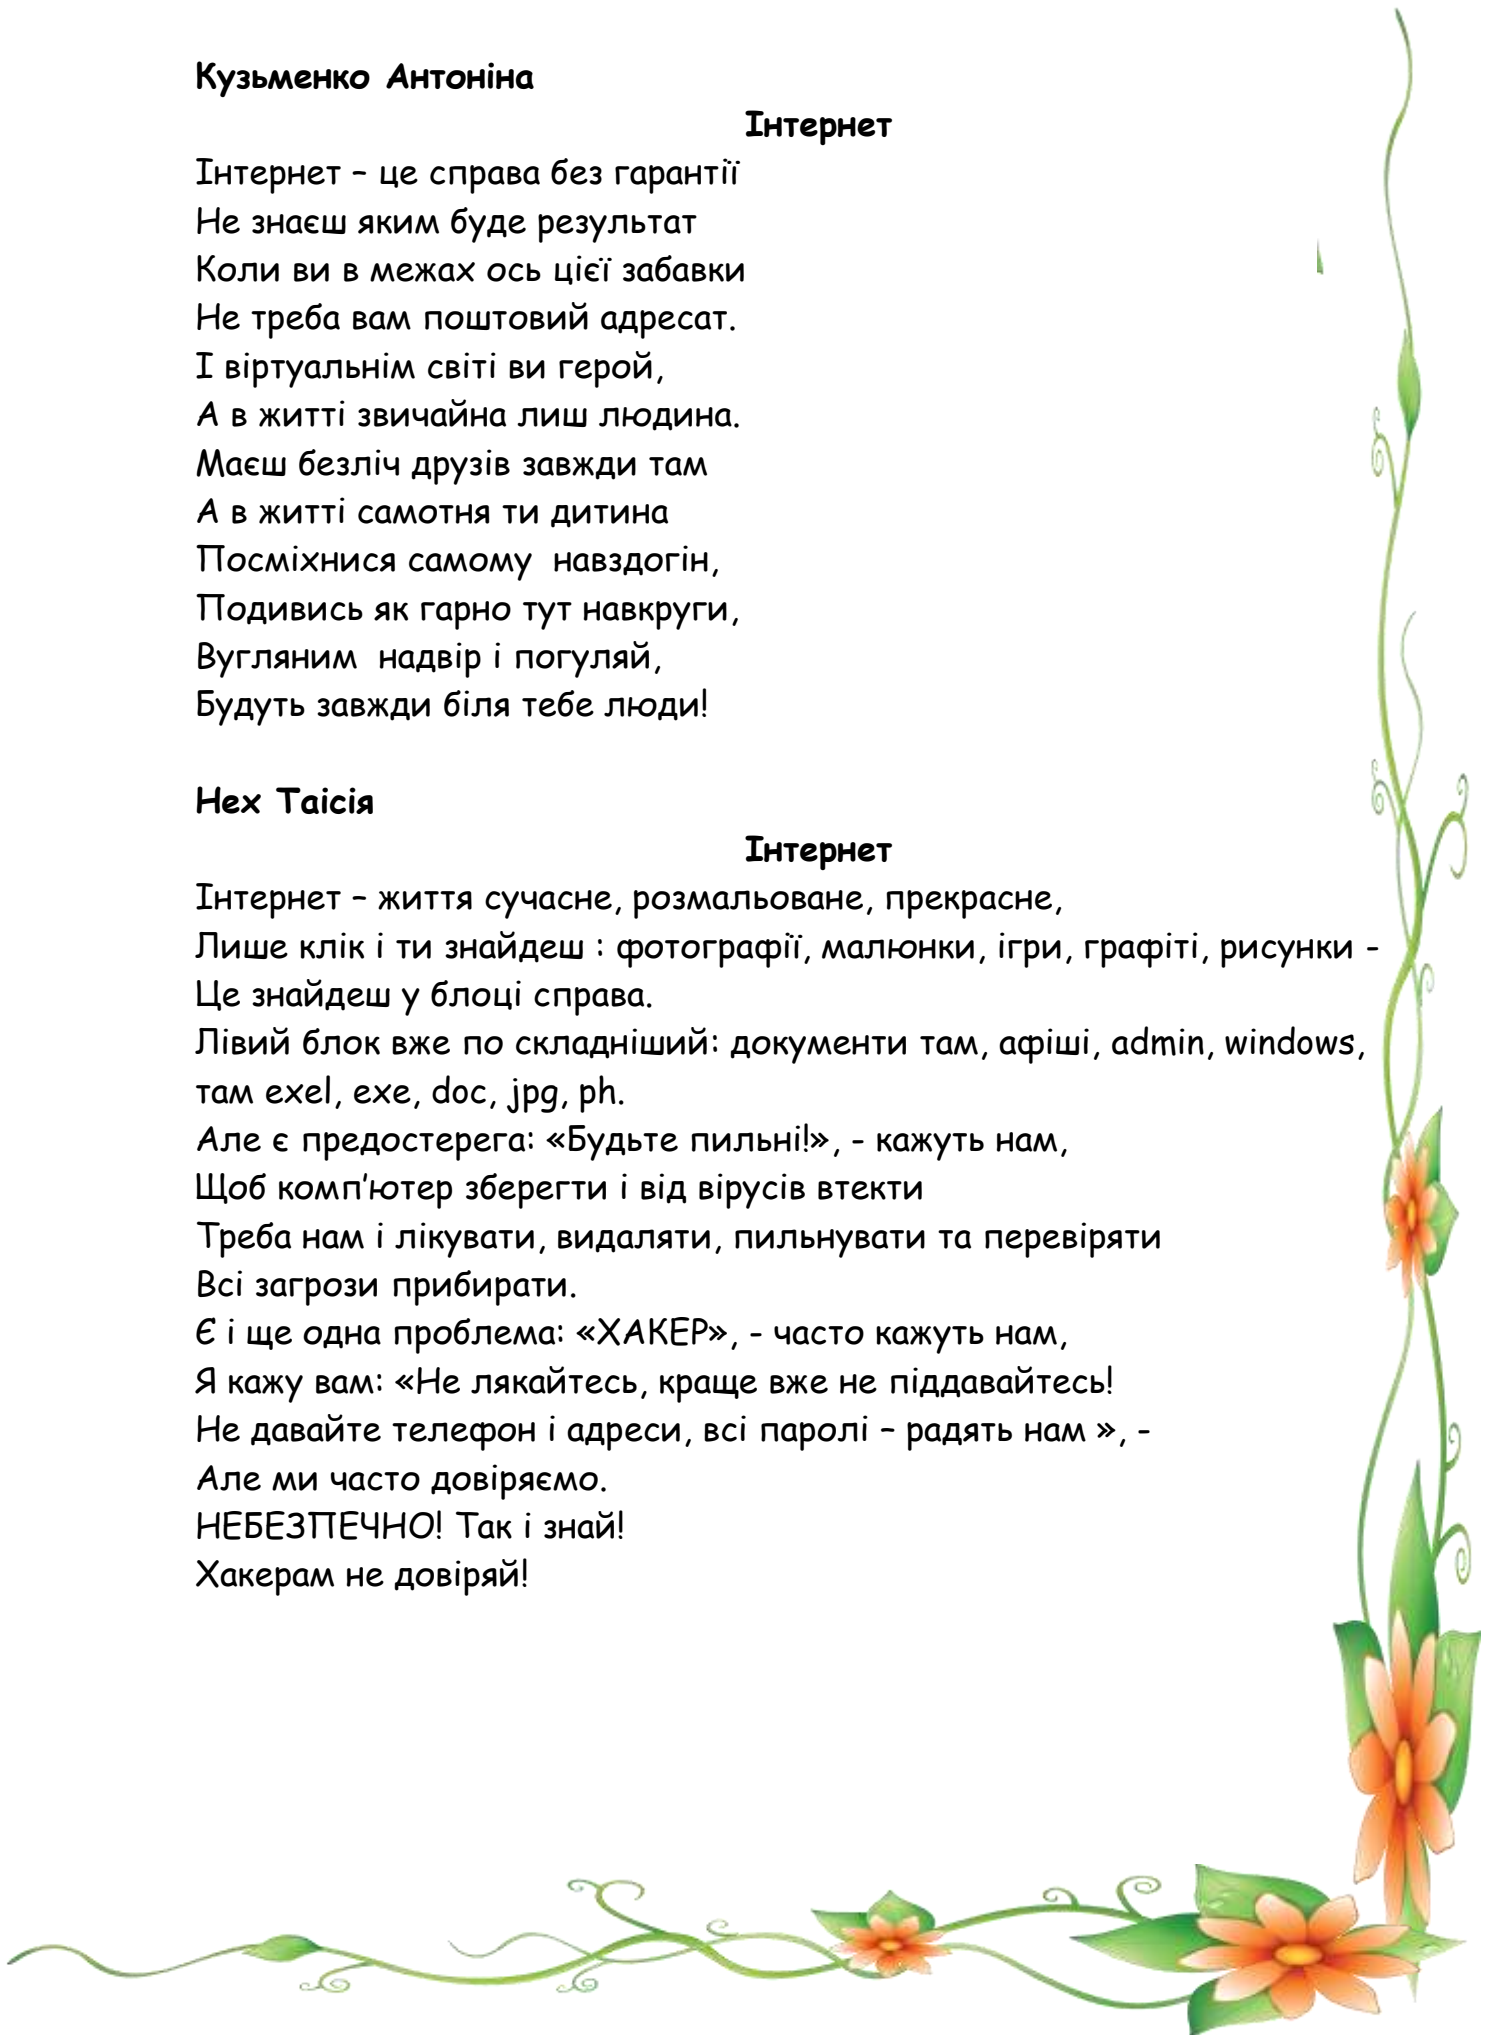 Кузьменко Антоніна
Інтернет
Інтернет – це справа без гарантії
Не знаєш яким буде результат
Коли ви в межах ось цієї забавки
Не треба вам поштовий адресат.
І віртуальнім світі ви герой,
А в житті звичайна лиш людина.
Маєш безліч друзів завжди там
А в житті самотня ти дитина
Посміхнися самому  навздогін,
Подивись як гарно тут навкруги,
Вугляним  надвір і погуляй,
Будуть завжди біля тебе люди!
Нех Таісія
Інтернет
Інтернет – життя сучасне, розмальоване, прекрасне,
Лише клік і ти знайдеш : фотографії, малюнки, ігри, графіті, рисунки -
Це знайдеш у блоці справа.
Лівий блок вже по складніший: документи там, афіші, admin, windows,
там exel, exe, doc, jpg, ph.
Але є предостерега: «Будьте пильні!», - кажуть нам,
Щоб комп’ютер зберегти і від вірусів втекти
Треба нам і лікувати, видаляти, пильнувати та перевіряти
Всі загрози прибирати.
Є і ще одна проблема: «ХАКЕР», - часто кажуть нам,
Я кажу вам: «Не лякайтесь, краще вже не піддавайтесь!
Не давайте телефон і адреси, всі паролі – радять нам », -
Але ми часто довіряємо.
НЕБЕЗПЕЧНО! Так і знай!
Хакерам не довіряй!